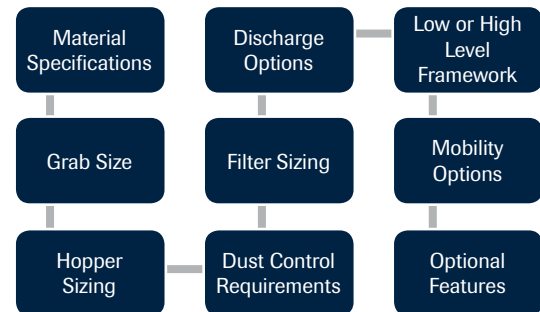 Material
Specifications
Grab Size
Hopper
Sizing
Dust Control
Requirements
Filter Sizing
Discharge
Options
Low or High
Level
Framework
Mobility
Options
Optional
Features